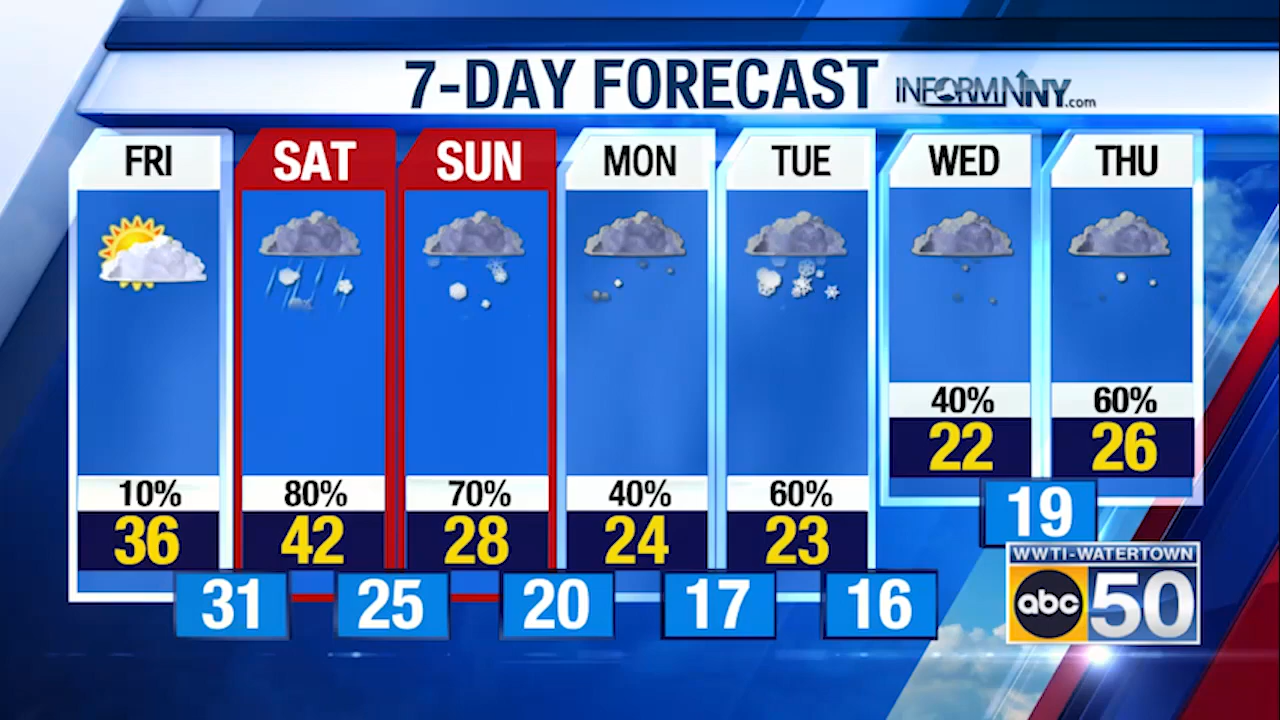 7-DAY FORECAST INFORMNNY.com
FRI SAT SUN MON TUE WED THU
40% 60%
22 26
10% 80% 70% 40% 60%
36 42 28 24 23
19
31 25 20 17 16
WWTI-WATERTOWN
abc 50